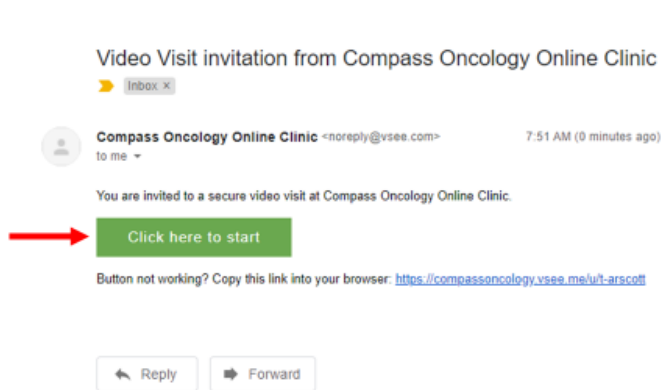 Video Visit invitation from Compass Oncology Online Clinic
Inbox ×
Compass Oncology Online Clinic <noreply@vsee.com> 7:51 AM (0 minutes ago)
to me
You are invited to a secure video visit at Compass Oncology Online Clinic.
Click here to start
Button not working? Copy this link into your browser: https://compassoncology.vsee.me/u/t-arscott
Reply Forward